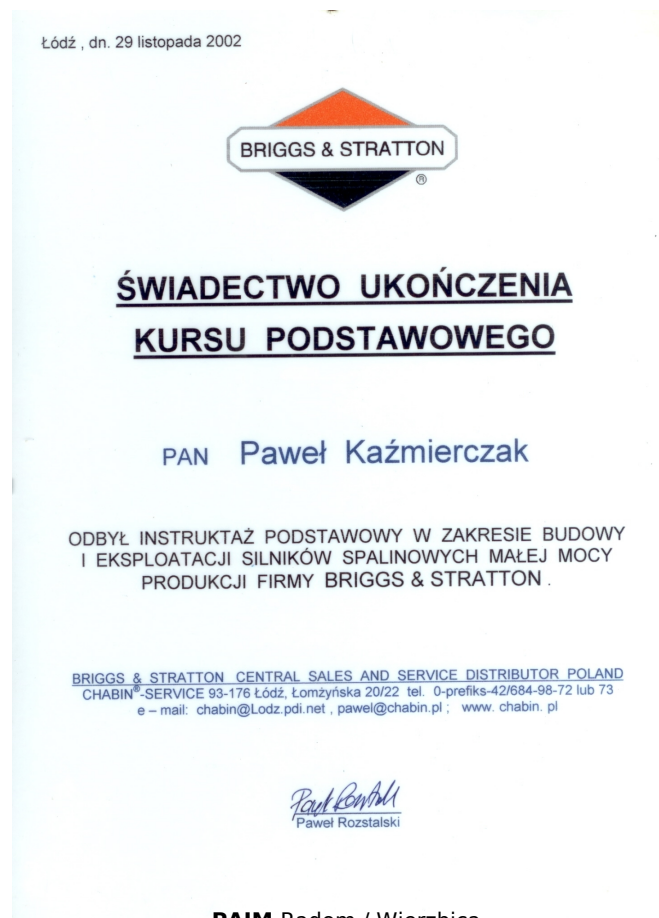 Łódź , dn. 29 listopada 2002
BRIGGS & STRATTON
®
ŚWIADECTWO UKOŃCZENIA
KURSU PODSTAWOWEGO
PAN Paweł Kaźmierczak
ODBYŁ INSTRUKTAŻ PODSTAWOWY W ZAKRESIE BUDOWY
I EKSPLOATACJI SILNIKÓW SPALINOWYCH MAŁEJ MOCY
PRODUKCJI FIRMY BRIGGS & STRATTON .
BRIGGS & STRATTON CENTRAL SALES AND SERVICE DISTRIBUTOR POLAND
CHABIN®-SERVICE 93-176 Łódź, Łomżyńska 20/22 tel. 0-prefiks-42/684-98-72 lub 73
e – mail: chabin@Lodz.pdi.net , pawel@chabin.pl ; www. chabin. pl
Paweł Rozstalski